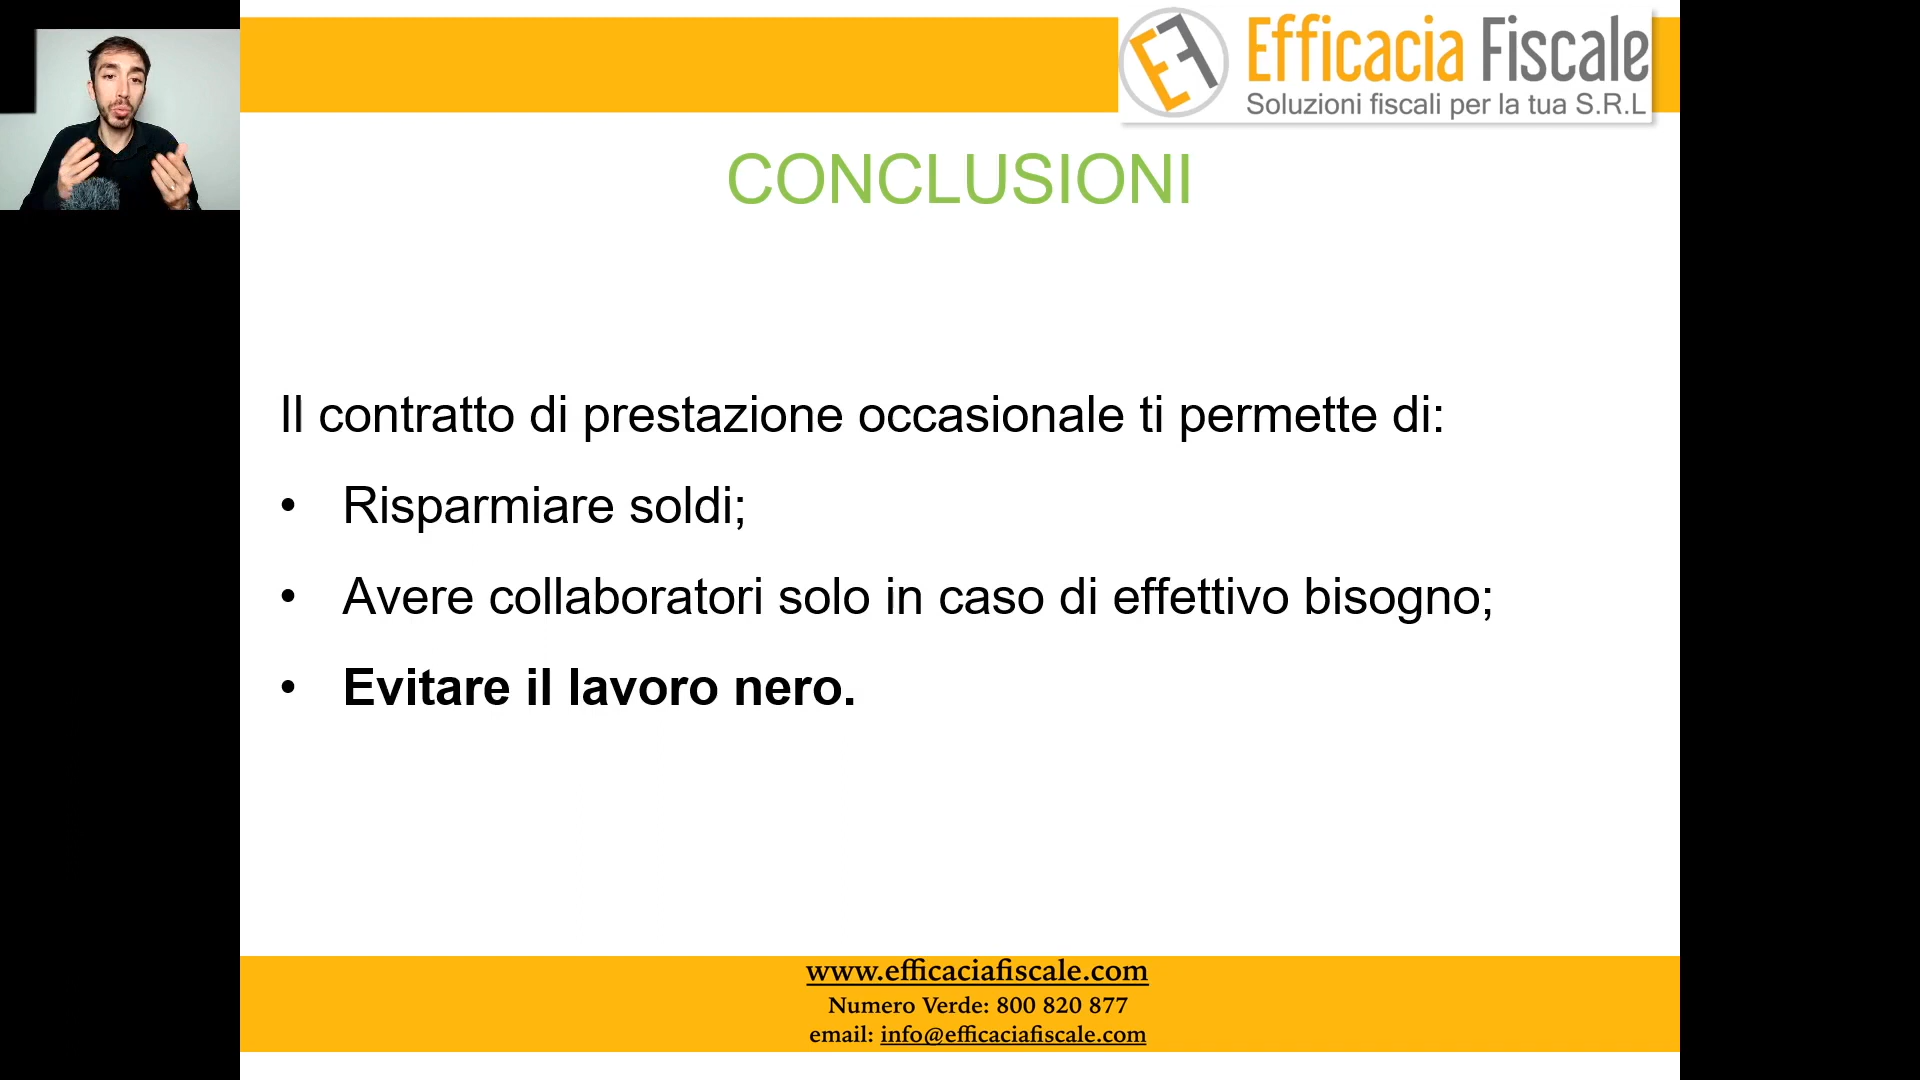 EF
Efficacia Fiscale
Soluzioni fiscali per la tua S.R.L
CONCLUSIONI
Il contratto di prestazione occasionale ti permette di:
• Risparmiare soldi;
• Avere collaboratori solo in caso di effettivo bisogno;
• Evitare il lavoro nero.
www.efficaciafiscale.com
Numero Verde: 800 820 877
email: info@efficaciafiscale.com